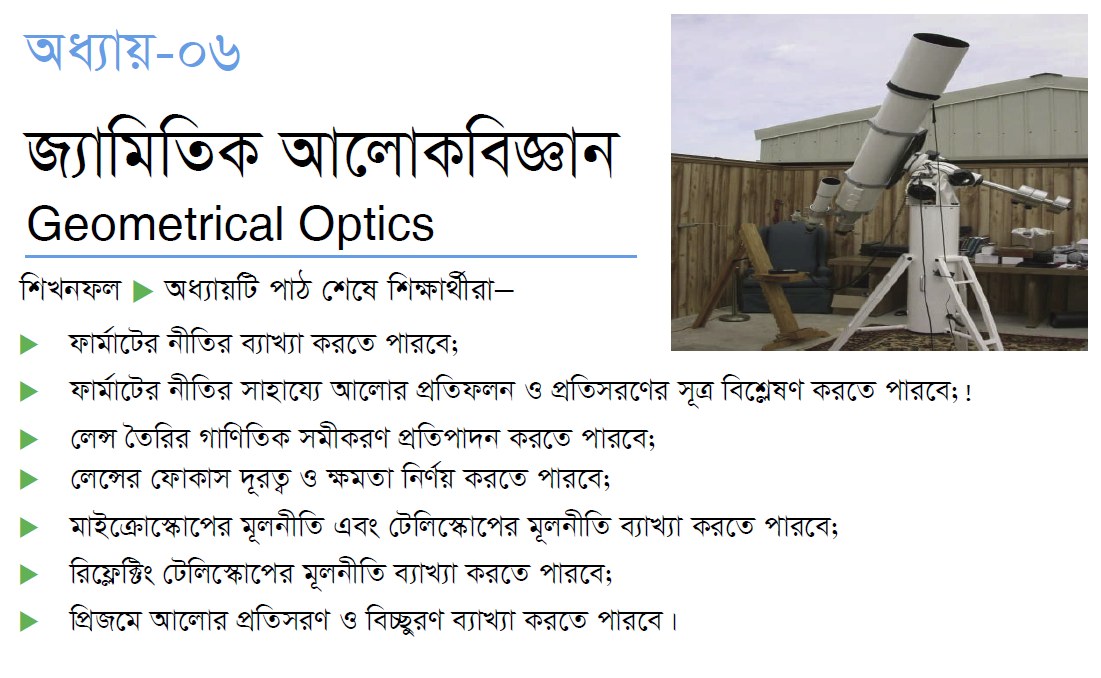 অধ্যায়-০৬
জ্যামিতিক আলোকবিজ্ঞান
Geometrical Optics
শিখনফল ▶ অধ্যায়টি পাঠ শেষে শিক্ষার্থীরা–
▶ ফার্মাটের নীতির ব্যাখ্যা করতে পারবে;
▶ ফার্মাটের নীতির সাহায্যে আলোর প্রতিফলন ও প্রতিসরণের সূত্র বিশ্লেষণ করতে পারবে;!
▶ লেন্স তৈরির গাণিতিক সমীকরণ প্রতিপাদন করতে পারবে;
▶ লেন্সের ফোকাস দূরত্ব ও ক্ষমতা নির্ণয় করতে পারবে;
▶ মাইক্রোস্কোপের মূলনীতি এবং টেলিস্কোপের মূলনীতি ব্যাখ্যা করতে পারবে;
▶ রিফ্লেক্টিং টেলিস্কোপের মূলনীতি ব্যাখ্যা করতে পারবে;
▶ প্রিজমে আলোর প্রতিসরণ ও বিচ্ছুরণ ব্যাখ্যা করতে পারবে।